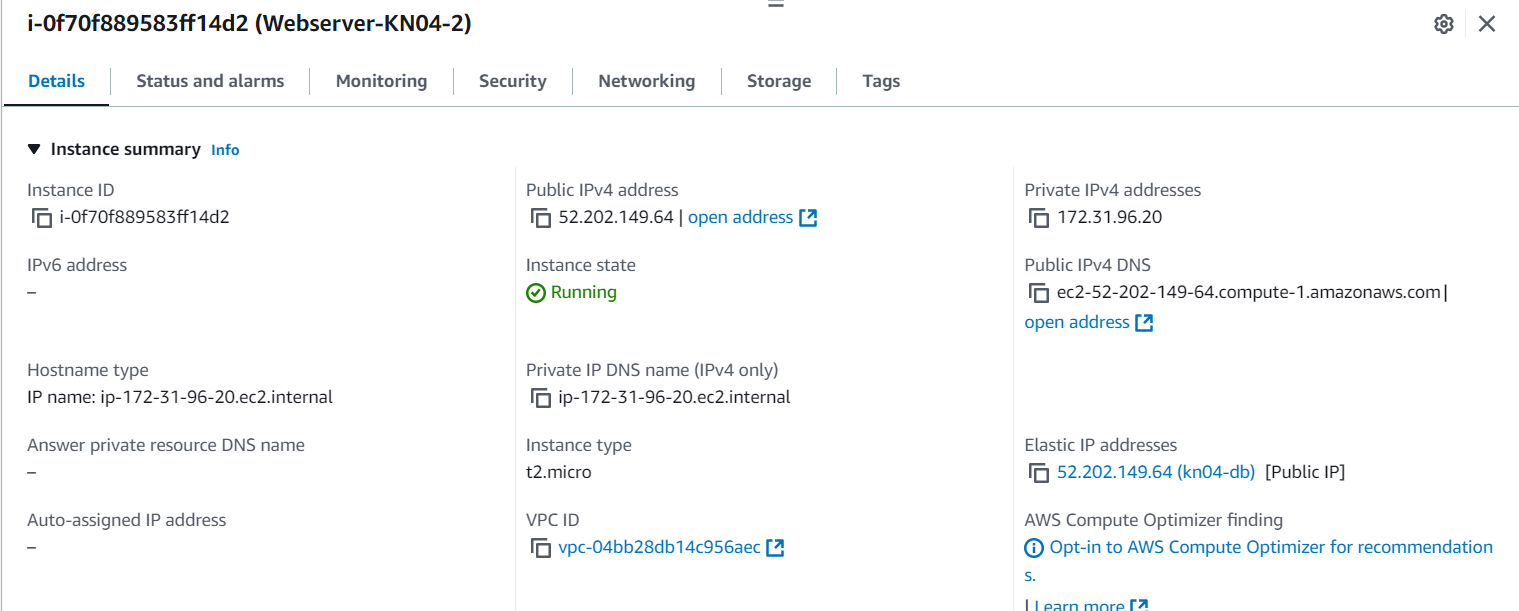 i-0f70f889583ff14d2 (Webserver-KN04-2)
Details
Status and alarms
Monitoring
Security
Networking
Storage
Tags
Instance summary Info
Instance ID
i-0f70f889583ff14d2
Public IPv4 address
52.202.149.64 | open address
Private IPv4 addresses
172.31.96.20
IPv6 address
–
Instance state
Running
Public IPv4 DNS
ec2-52-202-149-64.compute-1.amazonaws.com |
open address
Hostname type
IP name: ip-172-31-96-20.ec2.internal
Private IP DNS name (IPv4 only)
ip-172-31-96-20.ec2.internal
Answer private resource DNS name
–
Instance type
t2.micro
Elastic IP addresses
52.202.149.64 (kn04-db) [Public IP]
Auto-assigned IP address
–
VPC ID
vpc-04bb28db14c956aec
AWS Compute Optimizer finding
Opt-in to AWS Compute Optimizer for recommendation
s.
| Learn more